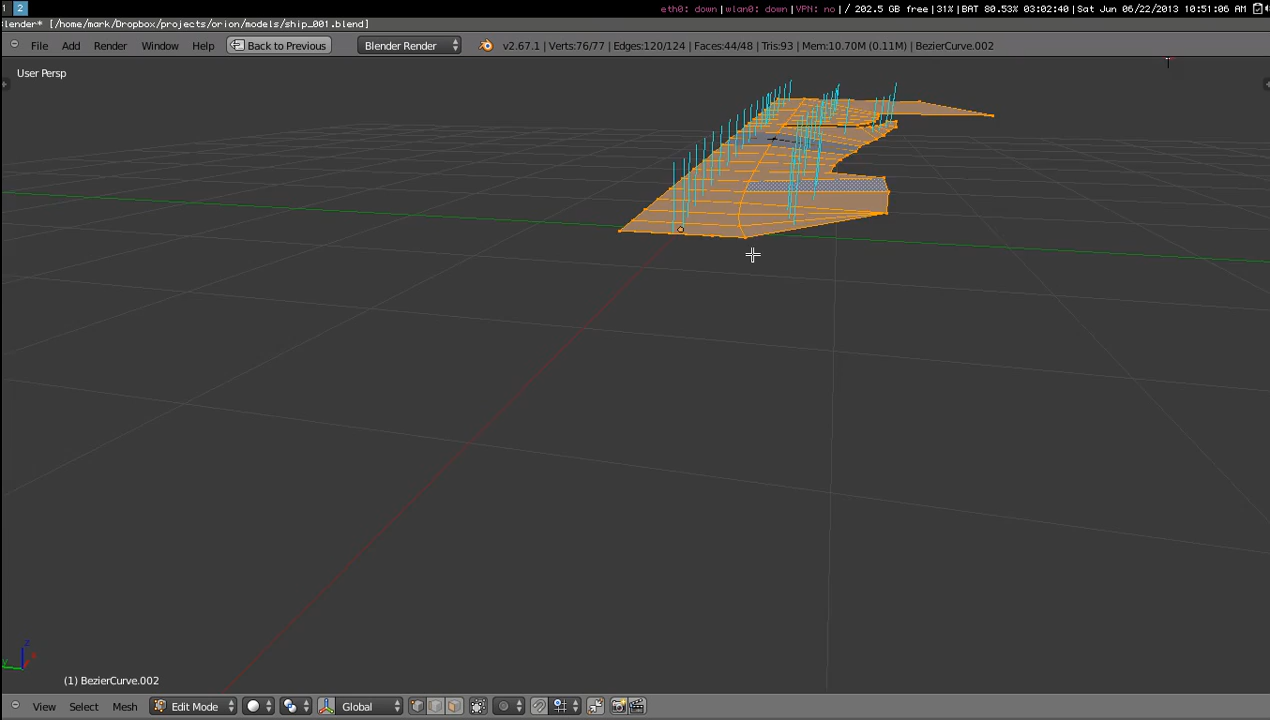 1 2 eth0: down|wlan0: down|VPN: no|/ 202.5 GB free|31%|BAT 80.53% 03:02:40|Sat Jun 06/22/2013 10:51:06 AM
lender* [/home/mark/Dropbox/projects/orion/models/ship_001.blend]
File Add Render Window Help Back to Previous Blender Render v2.67.1 | Verts:76/77 | Edges:120/124 | Faces:44/48 | Tris:93 | Mem:10.70M (0.11M) | BezierCurve.002
User Persp
z
y
(1) BezierCurve.002
View Select Mesh Edit Mode Global